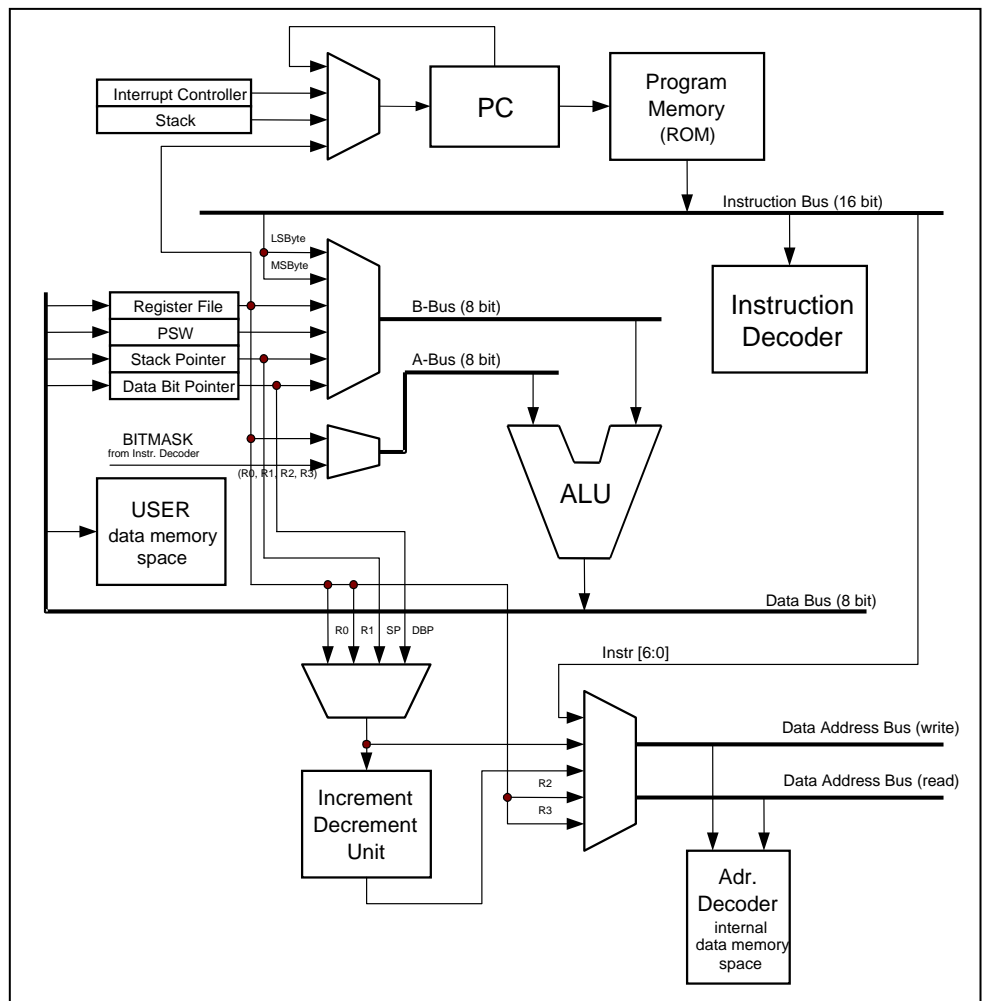 Interrupt Controller
Stack
PC
Program
Memory
(ROM)
Instruction Bus (16 bit)
LSByte
MSByte
Register File
PSW
Stack Pointer
Data Bit Pointer
B-Bus (8 bit)
A-Bus (8 bit)
Instruction
Decoder
BITMASK
from Instr. Decoder
(R0, R1, R2, R3)
ALU
USER
data memory
space
Data Bus (8 bit)
R0
R1
SP
DBP
Instr [6:0]
Data Address Bus (write)
Data Address Bus (read)
R2
R3
Increment
Decrement
Unit
Adr.
Decoder
internal
data memory
space